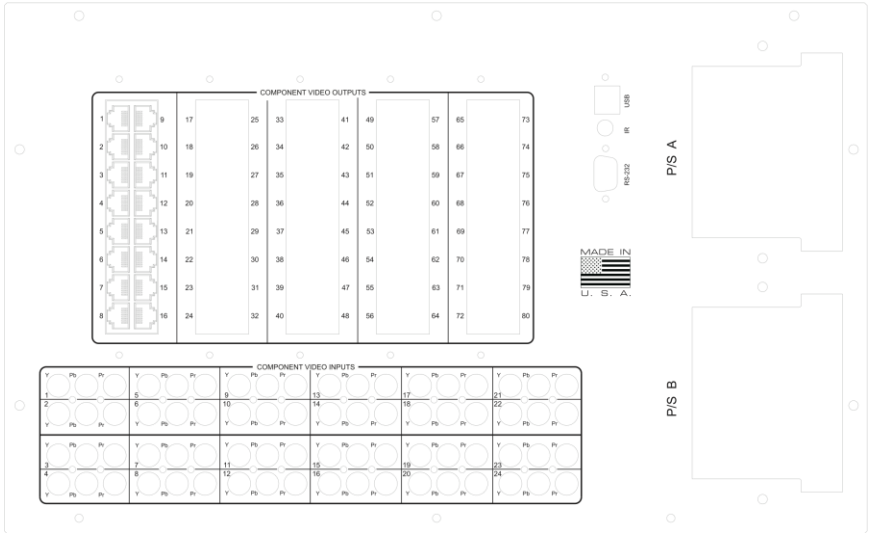 COMPONENT VIDEO OUTPUTS
1 9 17 25 33 41 49 57 65 73
2 10 18 26 34 42 50 58 66 74
3 11 19 27 35 43 51 59 67 75
4 12 20 28 36 44 52 60 68 76
5 13 21 29 37 45 53 61 69 77
6 14 22 30 38 46 54 62 70 78
7 15 23 31 39 47 55 63 71 79
8 16 24 32 40 48 56 64 72 80
USB
IR
RS-232
P/S A
MADE IN
U. S. A.
P/S B
COMPONENT VIDEO INPUTS
Y Pb Pr Y Pb Pr Y Pb Pr Y Pb Pr Y Pb Pr Y Pb Pr
1 5 9 13 17 21
2 6 10 14 18 22
Y Pb Pr Y Pb Pr Y Pb Pr Y Pb Pr Y Pb Pr Y Pb Pr
Y Pb Pr Y Pb Pr Y Pb Pr Y Pb Pr Y Pb Pr Y Pb Pr
3 7 11 15 19 23
4 8 12 16 20 24
Y Pb Pr Y Pb Pr Y Pb Pr Y Pb Pr Y Pb Pr Y Pb Pr